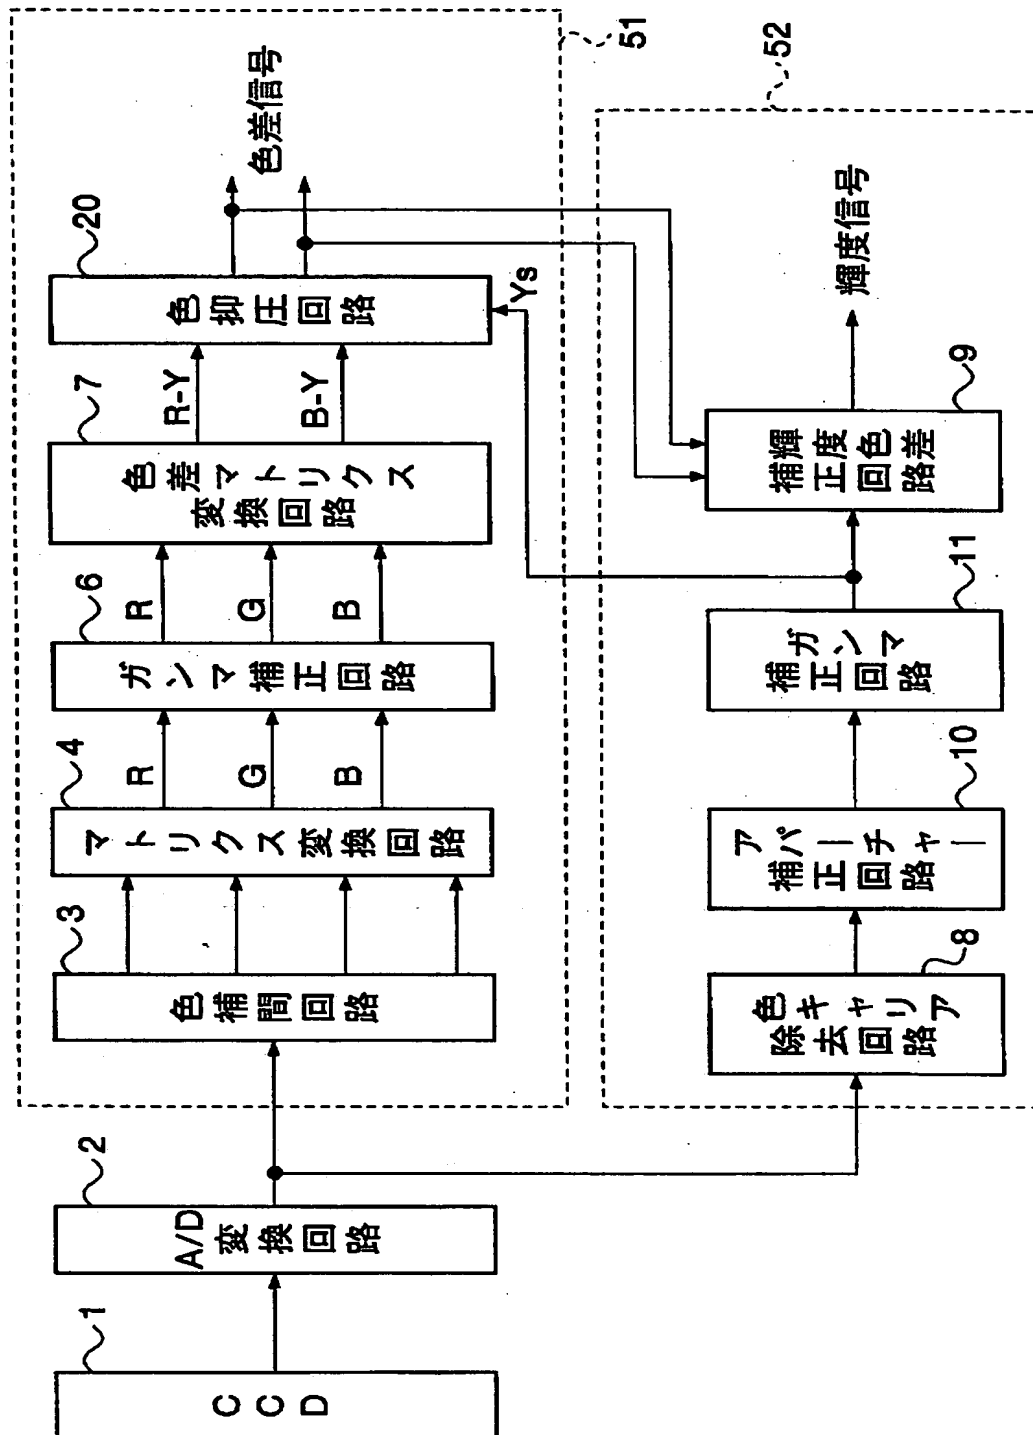 1
CCD
2
A/D
変換回路
51
3
色補間回路
4
マトリクス変換回路
R
G
B
6
ガンマ補正回路
R
G
B
7
色差マトリクス
変換回路
R-Y
B-Y
20
色抑圧回路
Ys
色差信号
52
8
色キャリア
除去回路
10
アパーチャー
補正回路
11
ガンマ
補正回路
9
輝度色差
補正回路
輝度信号